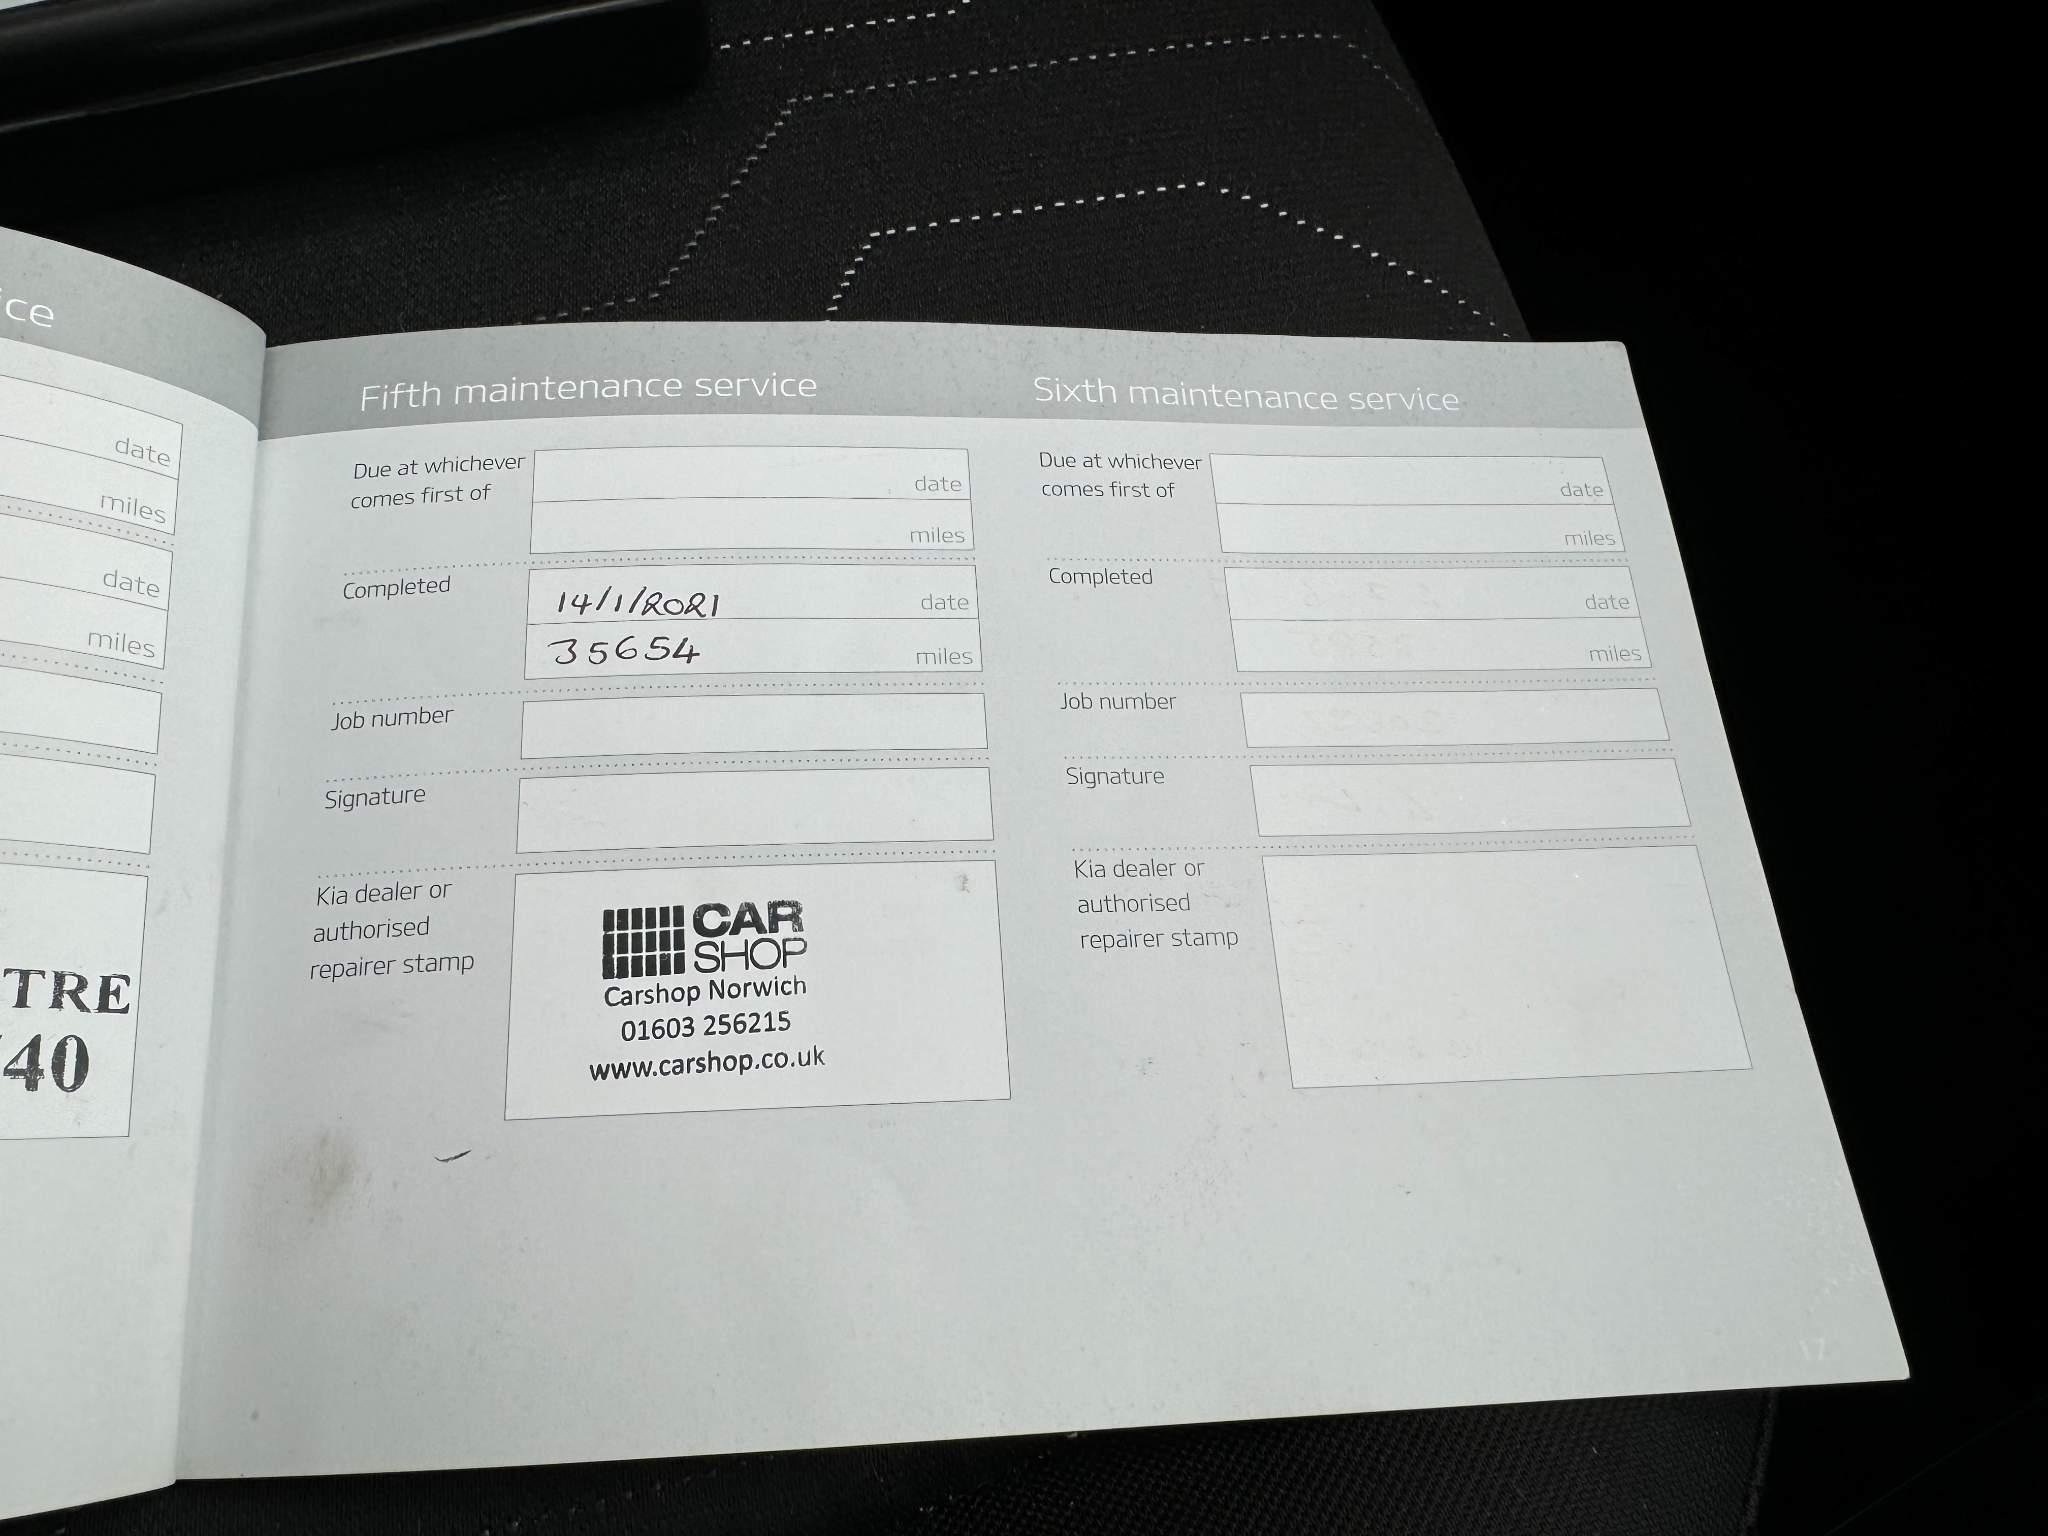 ice
date
miles
date
miles
TRE
40
Fifth maintenance service
Due at whichever
comes first of
date
miles
Completed
14/1/2021 date
35654 miles
Job number
Signature
Kia dealer or
authorised
repairer stamp
CAR
SHOP
Carshop Norwich
01603 256215
www.carshop.co.uk
Sixth maintenance service
Due at whichever
comes first of
date
miles
Completed
date
miles
Job number
Signature
Kia dealer or
authorised
repairer stamp
17